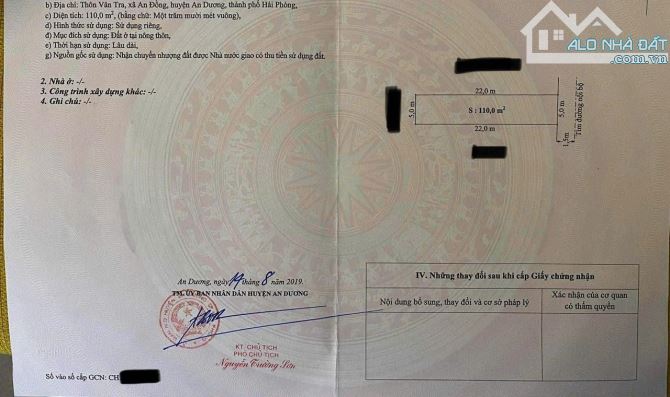 b) Địa chỉ: Thôn Văn Tra, xã An Đồng, huyện An Dương, thành phố Hải Phòng,
c) Diện tích: 110,0 m², (bằng chữ: Một trăm mười mét vuông),
d) Hình thức sử dụng: Sử dụng riêng,
đ) Mục đích sử dụng: Đất ở tại nông thôn,
e) Thời hạn sử dụng: Lâu dài,
g) Nguồn gốc sử dụng: Nhận chuyển nhượng đất được Nhà nước giao có thu tiền sử dụng đất.
2. Nhà ở: -/-
3. Công trình xây dựng khác: -/-
4. Ghi chú: -/-
An Dương, ngày 14 tháng 8 năm 2019.
TM. ỦY BAN NHÂN DÂN HUYỆN AN DƯƠNG
KT. CHỦ TỊCH
PHÓ CHỦ TỊCH
Nguyễn Trường Sơn
Số vào sổ cấp GCN: CH
ALO NHÀ ĐẤT
.com.vn
22,0 m
5,0 m
S : 110,0 m²
5,0 m
Tim đường nội bộ
22,0 m
1,5m
IV. Những thay đổi sau khi cấp Giấy chứng nhận
Nội dung bổ sung, thay đổi và cơ sở pháp lý
Xác nhận của cơ quan
có thẩm quyền